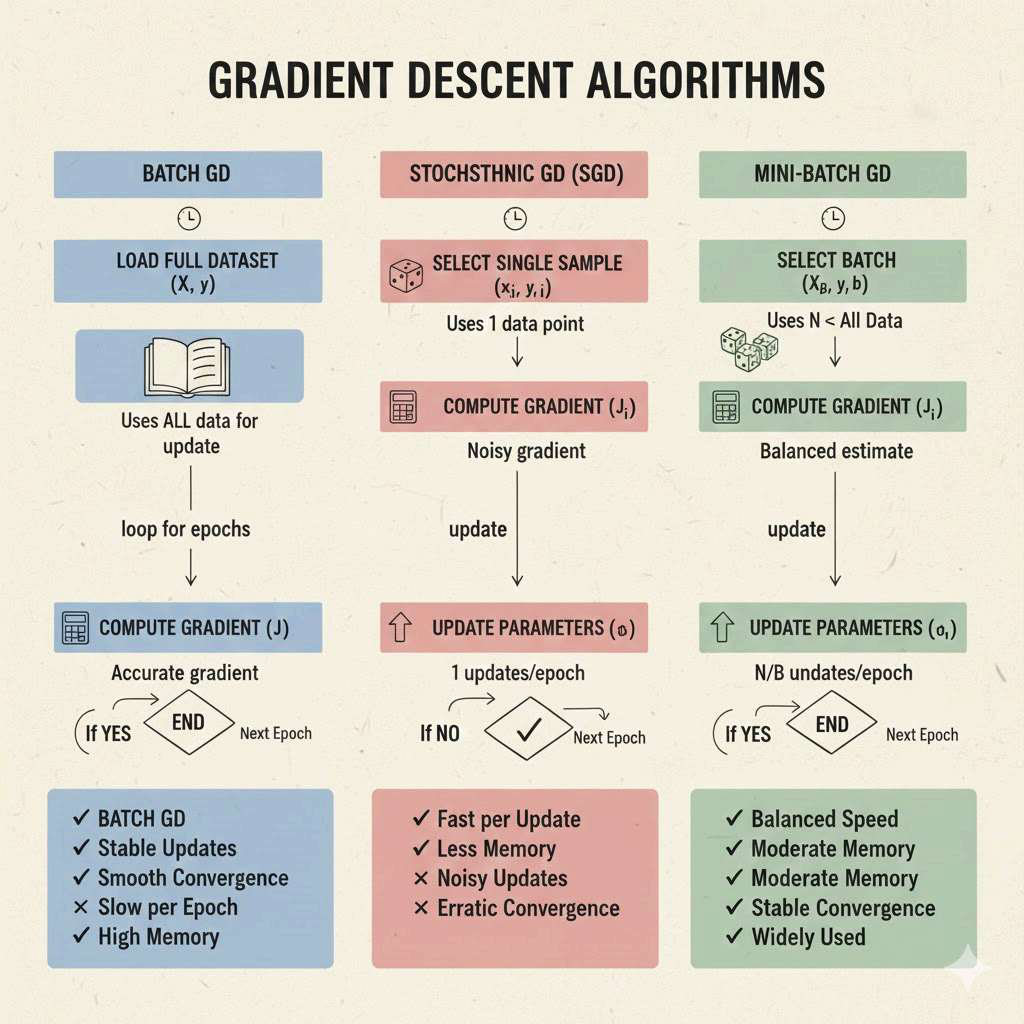 GRADIENT DESCENT ALGORITHMS
BATCH GD
LOAD FULL DATASET
(X, y)
Uses ALL data for
update
loop for epochs
COMPUTE GRADIENT (J)
Accurate gradient
If YES
END
Next Epoch
✓ BATCH GD
✓ Stable Updates
✓ Smooth Convergence
× Slow per Epoch
✓ High Memory
STOCHSTHNIC GD (SGD)
SELECT SINGLE SAMPLE
(xᵢ, y,ᵢ)
Uses 1 data point
COMPUTE GRADIENT (Jᵢ)
Noisy gradient
update
UPDATE PARAMETERS
1 updates/epoch
If NO
✓
Next Epoch
✓ Fast per Update
✓ Less Memory
× Noisy Updates
× Erratic Convergence
MINI-BATCH GD
SELECT BATCH
(X_B, y, b)
Uses N < All Data
COMPUTE GRADIENT (Jᵢ)
Balanced estimate
update
UPDATE PARAMETERS
N/B undates/epoch
If YES
END
Next Epoch
✓ Balanced Speed
✓ Moderate Memory
✓ Moderate Memory
✓ Stable Convergence
✓ Widely Used